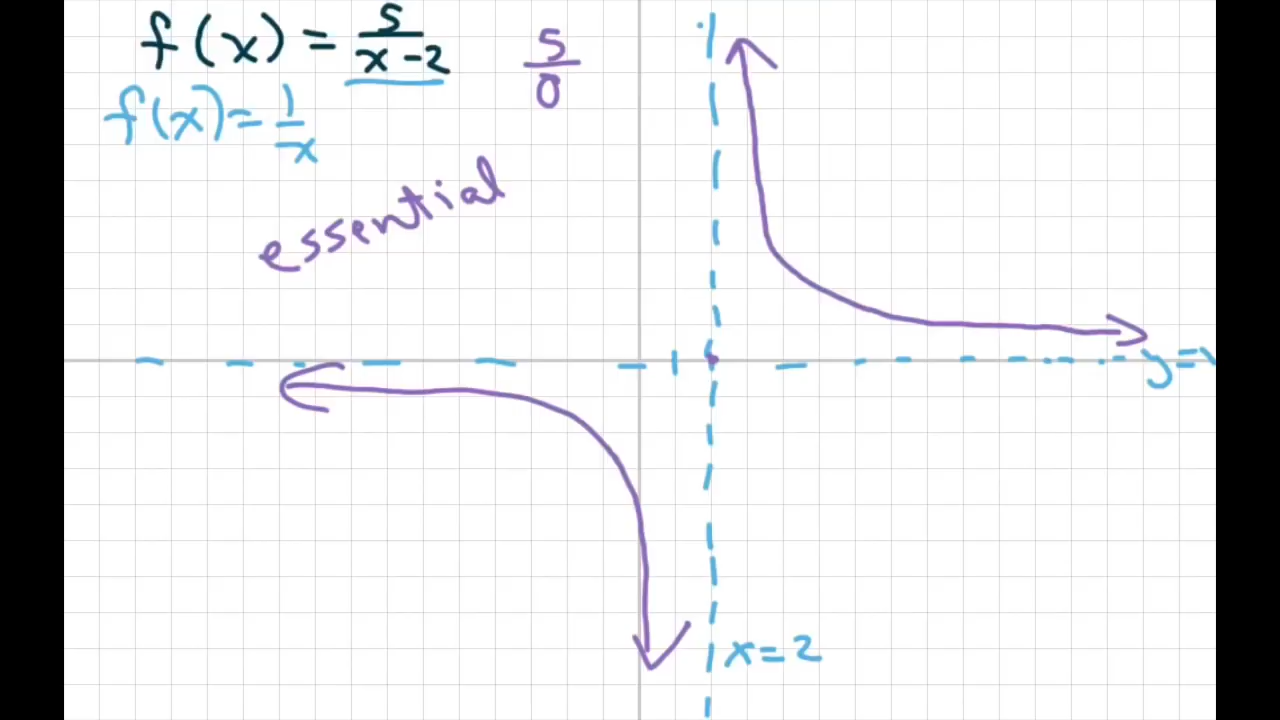 f(x) = 5/(x-2)
5/0
f(x) = 1/x
essential
y=
x=2